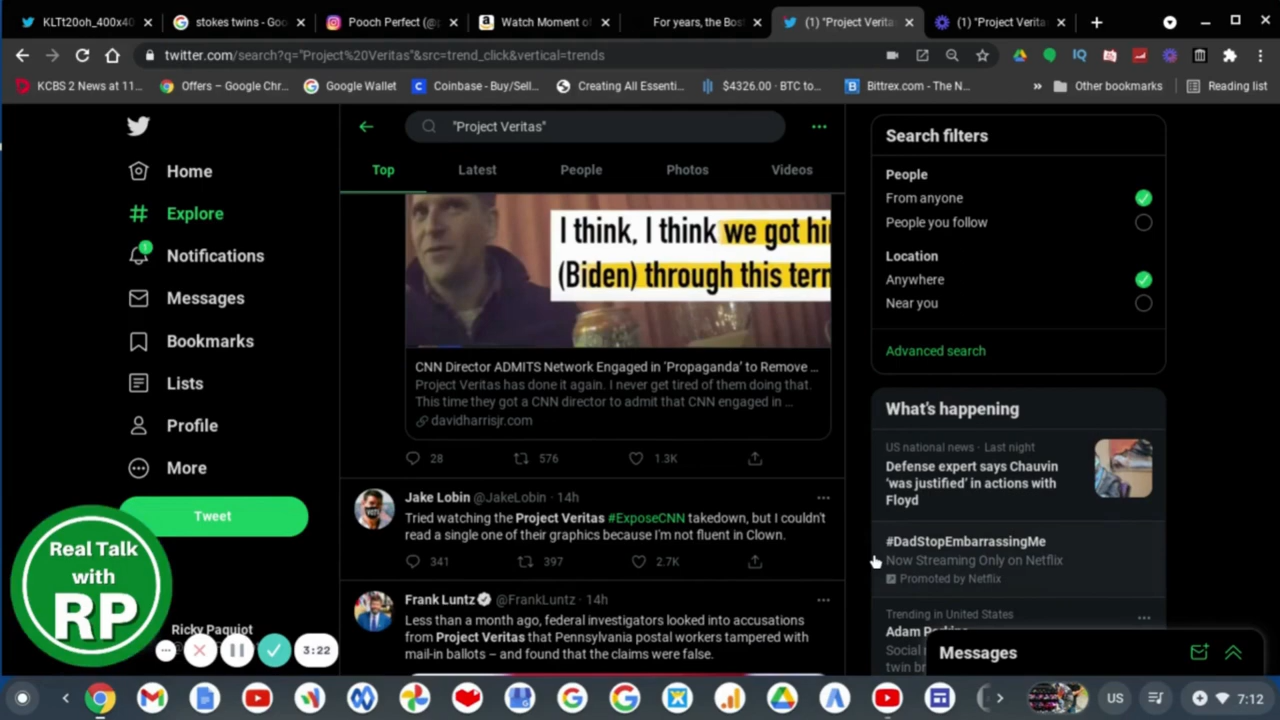 KLTt20oh_400x40
stokes twins - Goo
Pooch Perfect (@p
Watch Moment of
For years, the Bos
(1) "Project Verita
(1) "Project Verita
twitter.com/search?q="Project%20Veritas"&src=trend_click&vertical=trends
KCBS 2 News at 11...
Offers – Google Chr...
Google Wallet
Coinbase - Buy/Sell...
Creating All Essenti...
$4326.00 · BTC to...
Bittrex.com - The N...
»
Other bookmarks
Reading list
Home
Explore
1
Notifications
Messages
Bookmarks
Lists
Profile
More
Tweet
Real Talk
with
RP
Ricky Paquiot
3:22
"Project Veritas"
Top
Latest
People
Photos
Videos
I think, I think we got hi
(Biden) through this term
CNN Director ADMITS Network Engaged in 'Propaganda' to Remove ...
Project Veritas has done it again. I never get tired of them doing that.
This time they got a CNN director to admit that CNN engaged in ...
davidharrisjr.com
28
576
1.3K
Jake Lobin @JakeLobin · 14h
Tried watching the Project Veritas #ExposeCNN takedown, but I couldn't
read a single one of their graphics because I'm not fluent in Clown.
341
397
2.7K
Frank Luntz @FrankLuntz · 14h
Less than a month ago, federal investigators looked into accusations
from Project Veritas that Pennsylvania postal workers tampered with
mail-in ballots – and found that the claims were false.
Search filters
People
From anyone
People you follow
Location
Anywhere
Near you
Advanced search
What's happening
US national news · Last night
Defense expert says Chauvin
'was justified' in actions with
Floyd
#DadStopEmbarrassingMe
Now Streaming Only on Netflix
Promoted by Netflix
Trending in United States
Adam
Social
twin br
Messages
US
7:12